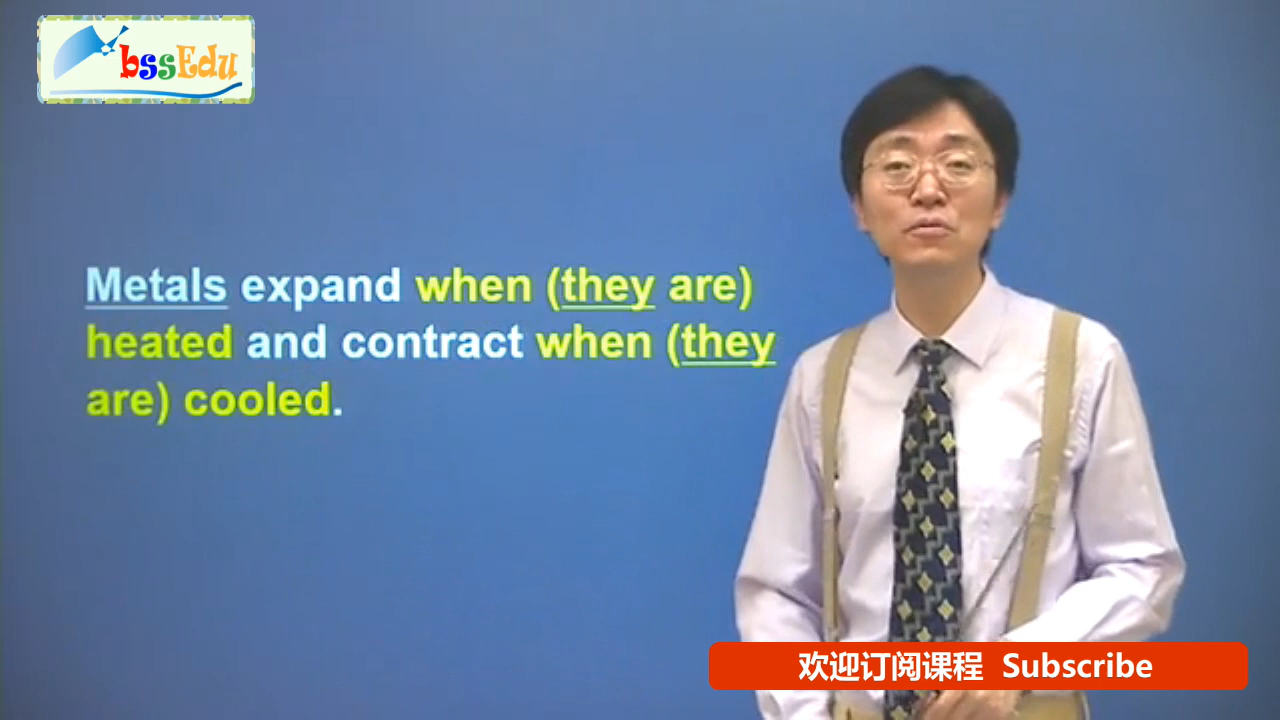 bssEdu
Metals expand when (they are)
heated and contract when (they
are) cooled.
欢迎订阅课程 Subscribe